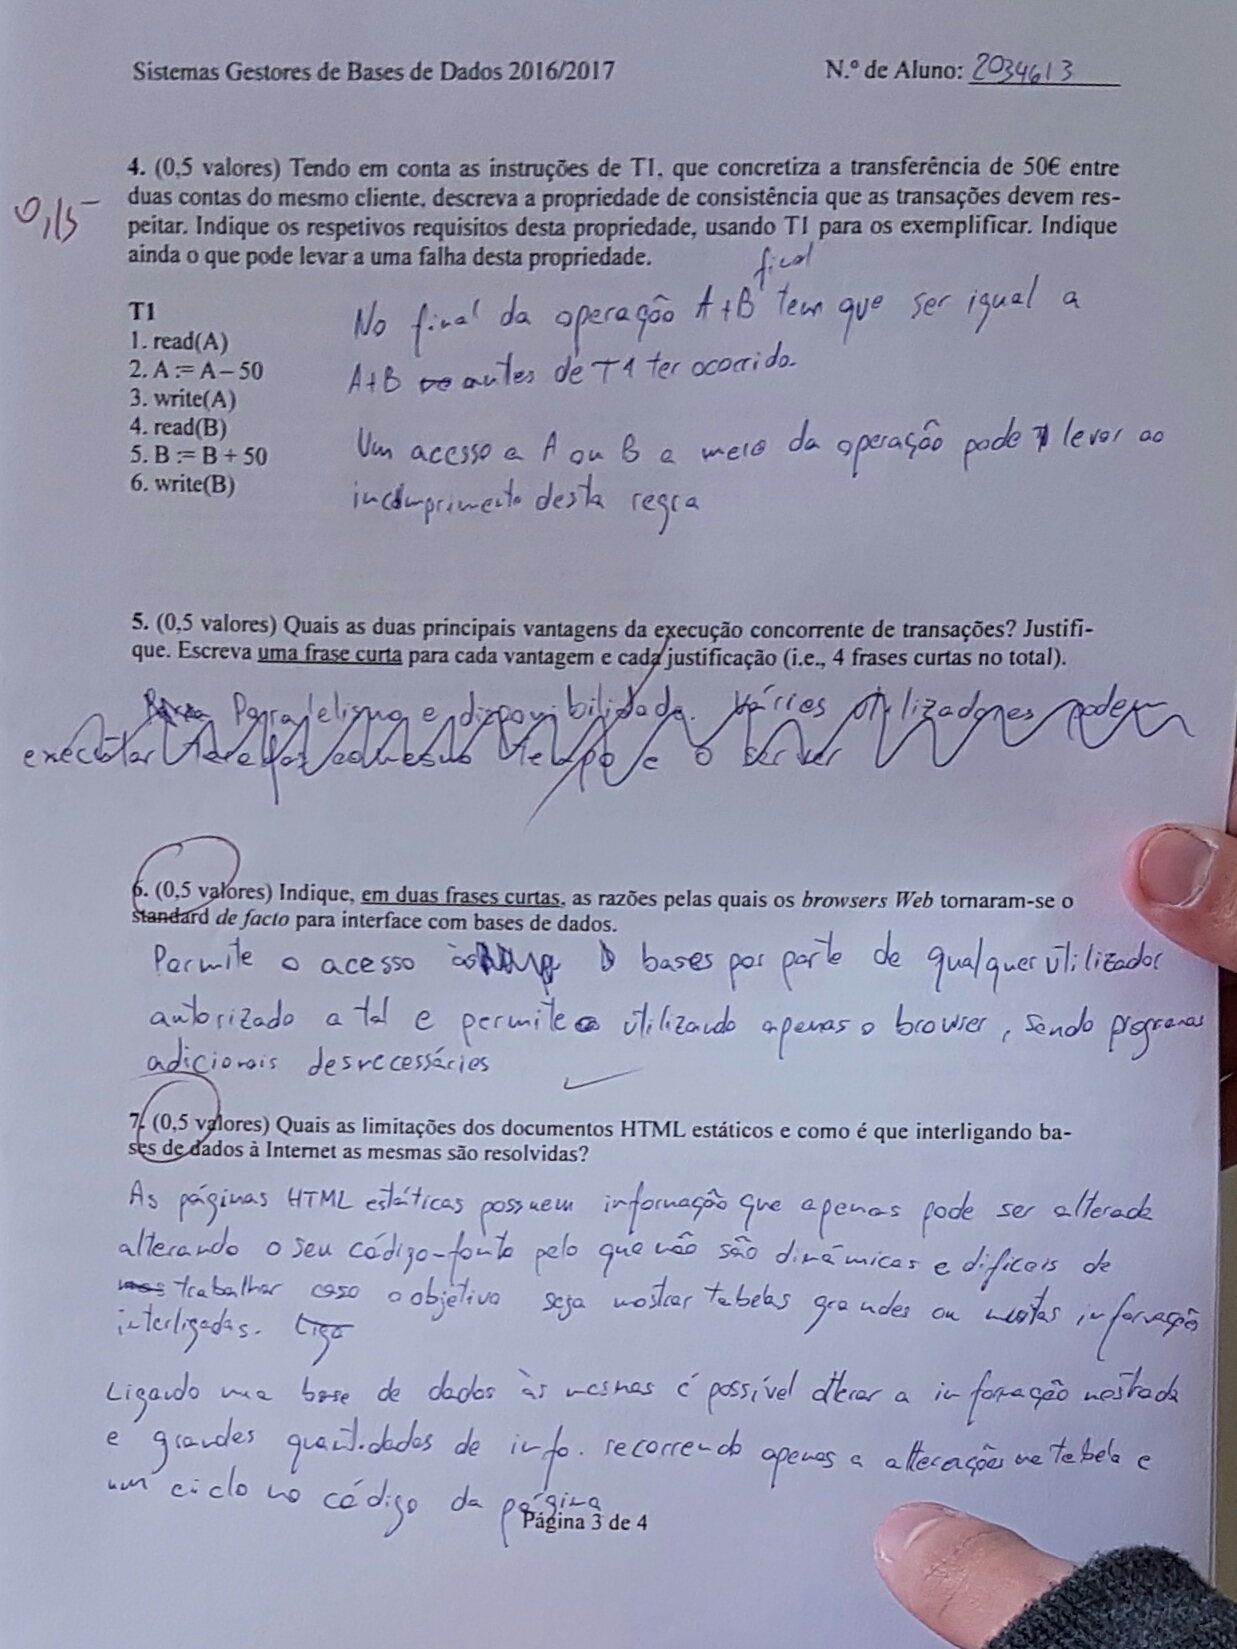 Sistemas Gestores de Bases de Dados 2016/2017 N.º de Aluno: 2034613
0,15
4. (0,5 valores) Tendo em conta as instruções de T1, que concretiza a transferência de 50€ entre
duas contas do mesmo cliente, descreva a propriedade de consistência que as transações devem res-
peitar. Indique os respetivos requisitos desta propriedade, usando T1 para os exemplificar. Indique
ainda o que pode levar a uma falha desta propriedade.
T1
1. read(A)
2. A := A – 50
3. write(A)
4. read(B)
5. B := B + 50
6. write(B)
final
No final da operação A+B tem que ser igual a
A+B antes de T1 ter ocorrido.
Um acesso a A ou B a meio da operação pode levar ao
incumprimento desta regra
5. (0,5 valores) Quais as duas principais vantagens da execução concorrente de transações? Justifi-
que. Escreva uma frase curta para cada vantagem e cada justificação (i.e., 4 frases curtas no total).
Paralelismo e disponibilidade. Vários utilizadores podem
executar tarefas ao mesmo tempo e o server
6. (0,5 valores) Indique, em duas frases curtas, as razões pelas quais os browsers Web tornaram-se o
standard de facto para interface com bases de dados.
Permite o acesso às bases por parte de qualquer utilizador
autorizado a tal e permite utilizando apenas o browser, sendo programas
adicionais desnecessários
7. (0,5 valores) Quais as limitações dos documentos HTML estáticos e como é que interligando ba-
ses de dados à Internet as mesmas são resolvidas?
As páginas HTML estáticas possuem informação que apenas pode ser alterada
alterando o seu código-fonte pelo que não são dinâmicas e difíceis de
trabalhar caso o objetivo seja mostrar tabelas grandes ou muitas informaçõ
interligadas. Liga
Ligando uma base de dados às mesmas é possível alterar a informação mostrada
e grandes quantidades de info. recorrendo apenas a alterações na tabela e
um ciclo no código da página
Página 3 de 4